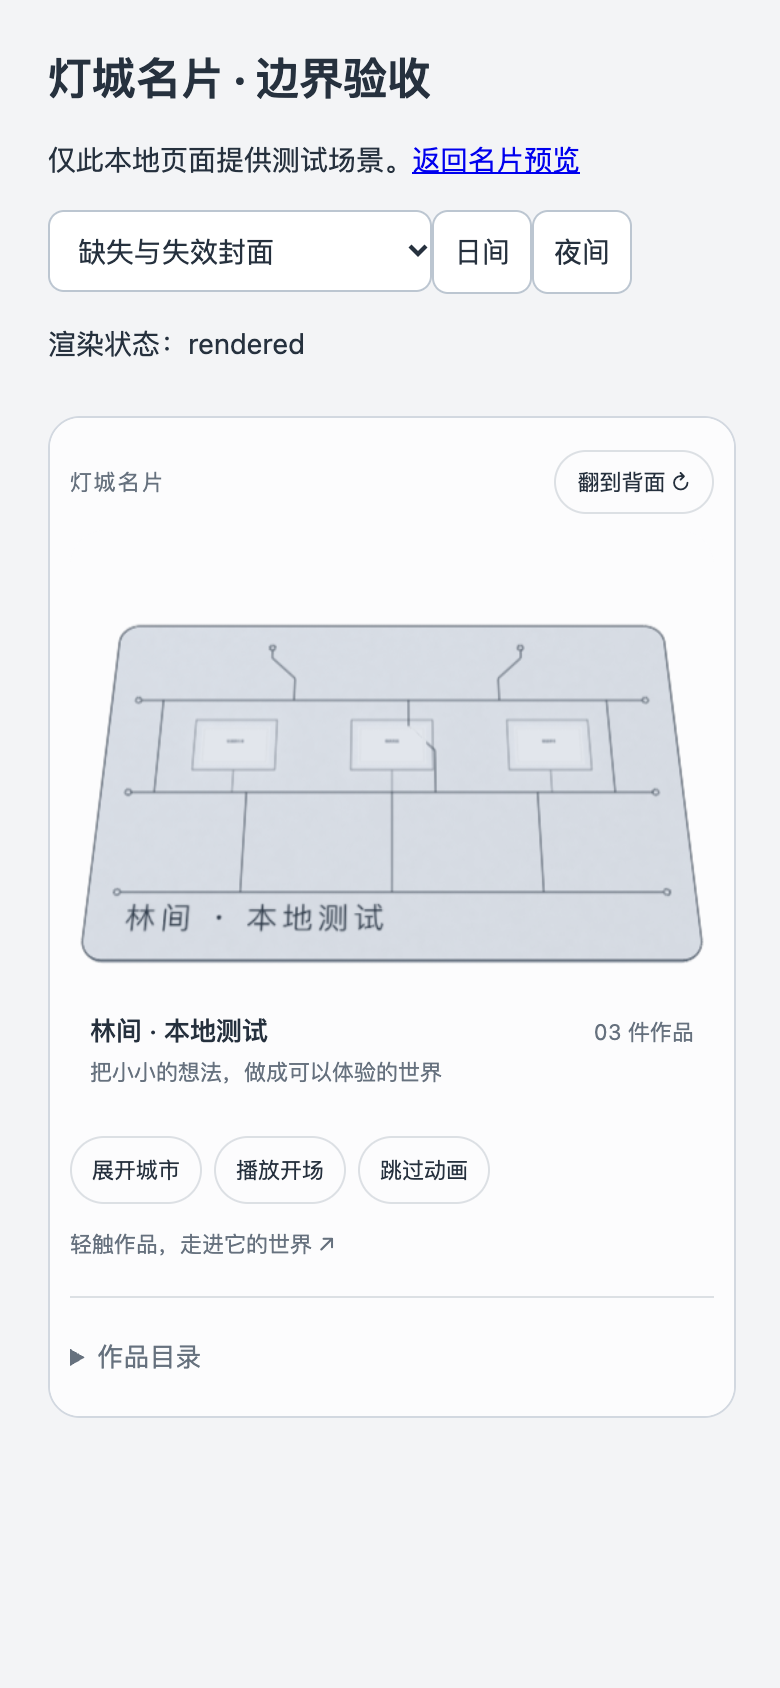 灯城名片 · 边界验收
仅此本地页面提供测试场景。返回名片预览
缺失与失效封面 日间 夜间
渲染状态：rendered
灯城名片 翻到背面 ↻
林间 · 本地测试
林间 · 本地测试 03 件作品
把小小的想法，做成可以体验的世界
展开城市 播放开场 跳过动画
轻触作品，走进它的世界 ↗
▶ 作品目录